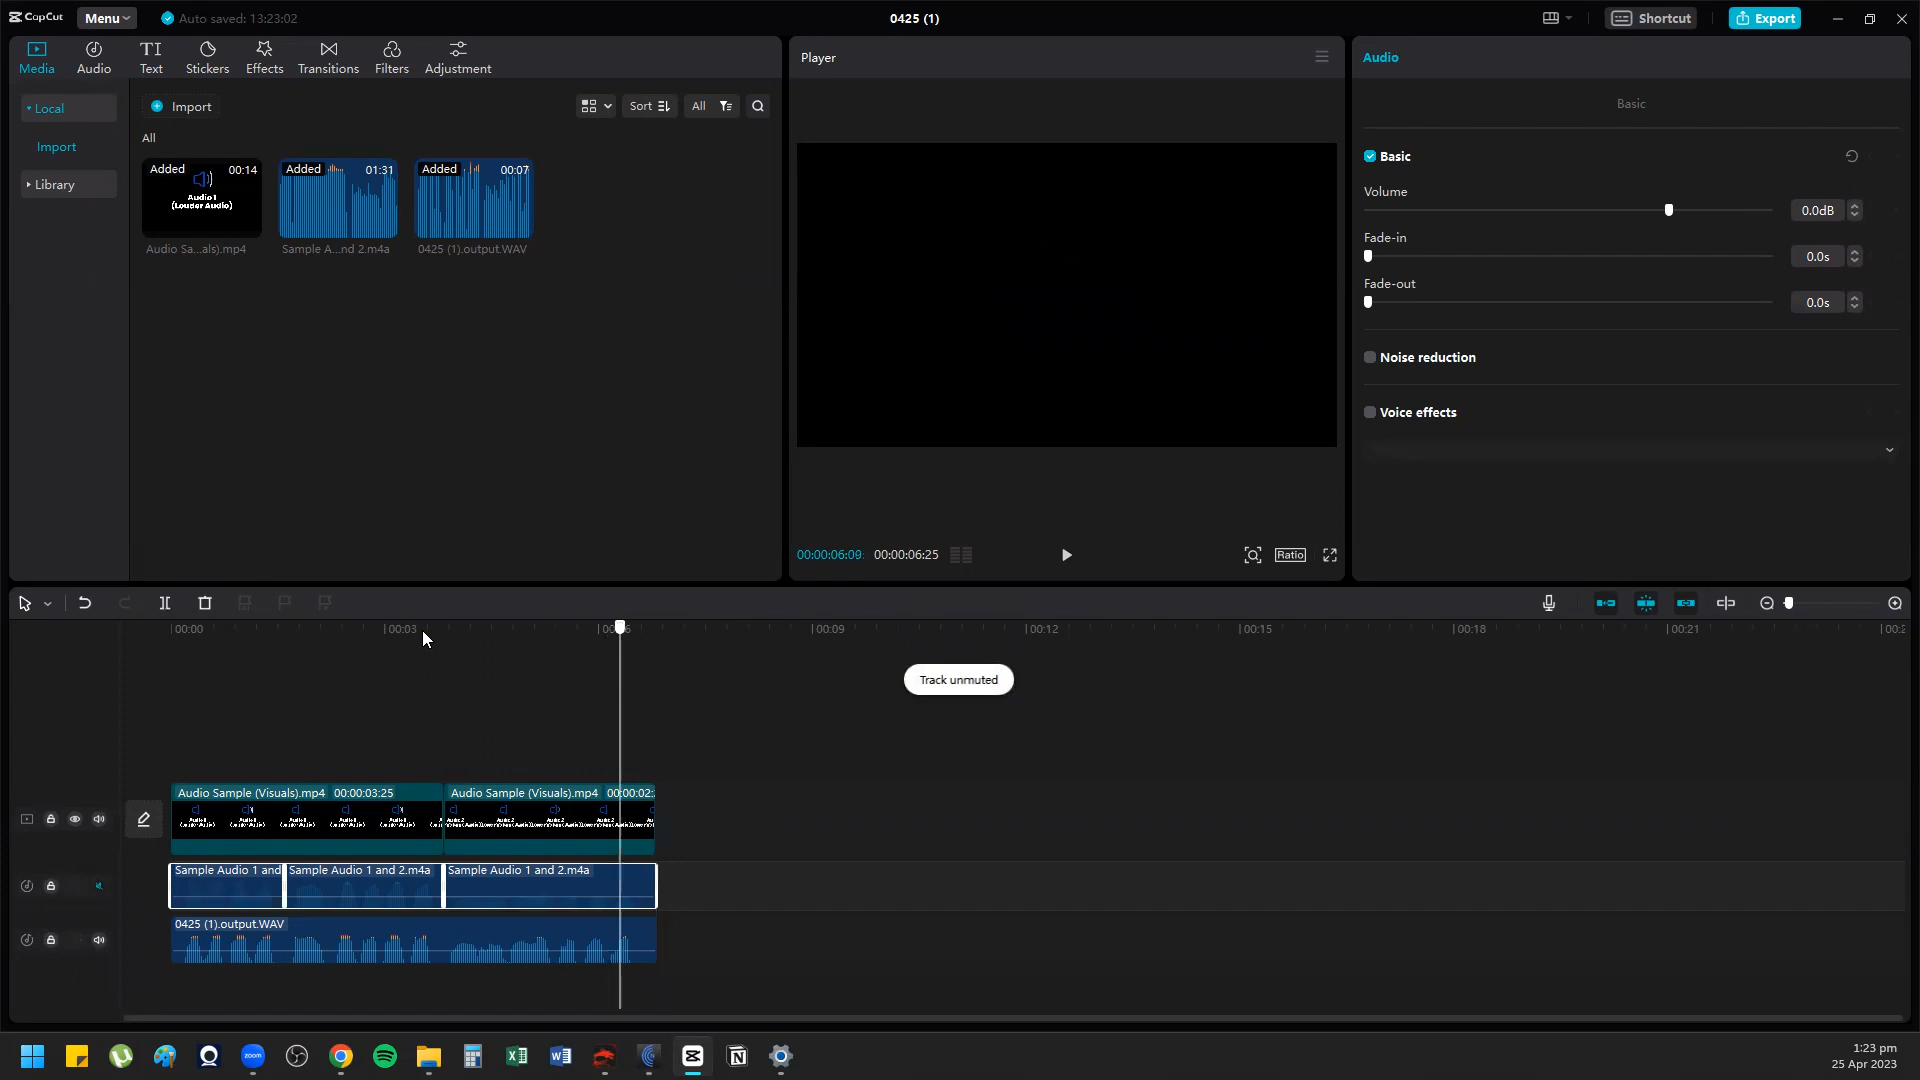 CapCut
Menu
Auto saved: 13:23:02
0425 (1)
Shortcut
Export
Media
Audio
Text
Stickers
Effects
Transitions
Filters
Adjustment
Local
Import
Library
Import
Sort
All
All
Added
00:14
Audio 1
(Louder Audio)
Audio Sa...als).mp4
Added
01:31
Sample A...nd 2.m4a
Added
00:07
0425 (1).output.WAV
Player
00:00:06:09
00:00:06:25
Ratio
Audio
Basic
Basic
Volume
0.0dB
Fade-in
0.0s
Fade-out
0.0s
Noise reduction
Voice effects
00:00
00:03
00:09
00:12
00:15
00:18
00:21
Track unmuted
Audio Sample (Visuals).mp4 00:00:03:25
Audio Sample (Visuals).mp4
Sample Audio 1 and
Sample Audio 1 and 2.m4a
Sample Audio 1 and 2.m4a
0425 (1).output.WAV
zoom
1:23 pm
25 Apr 2023